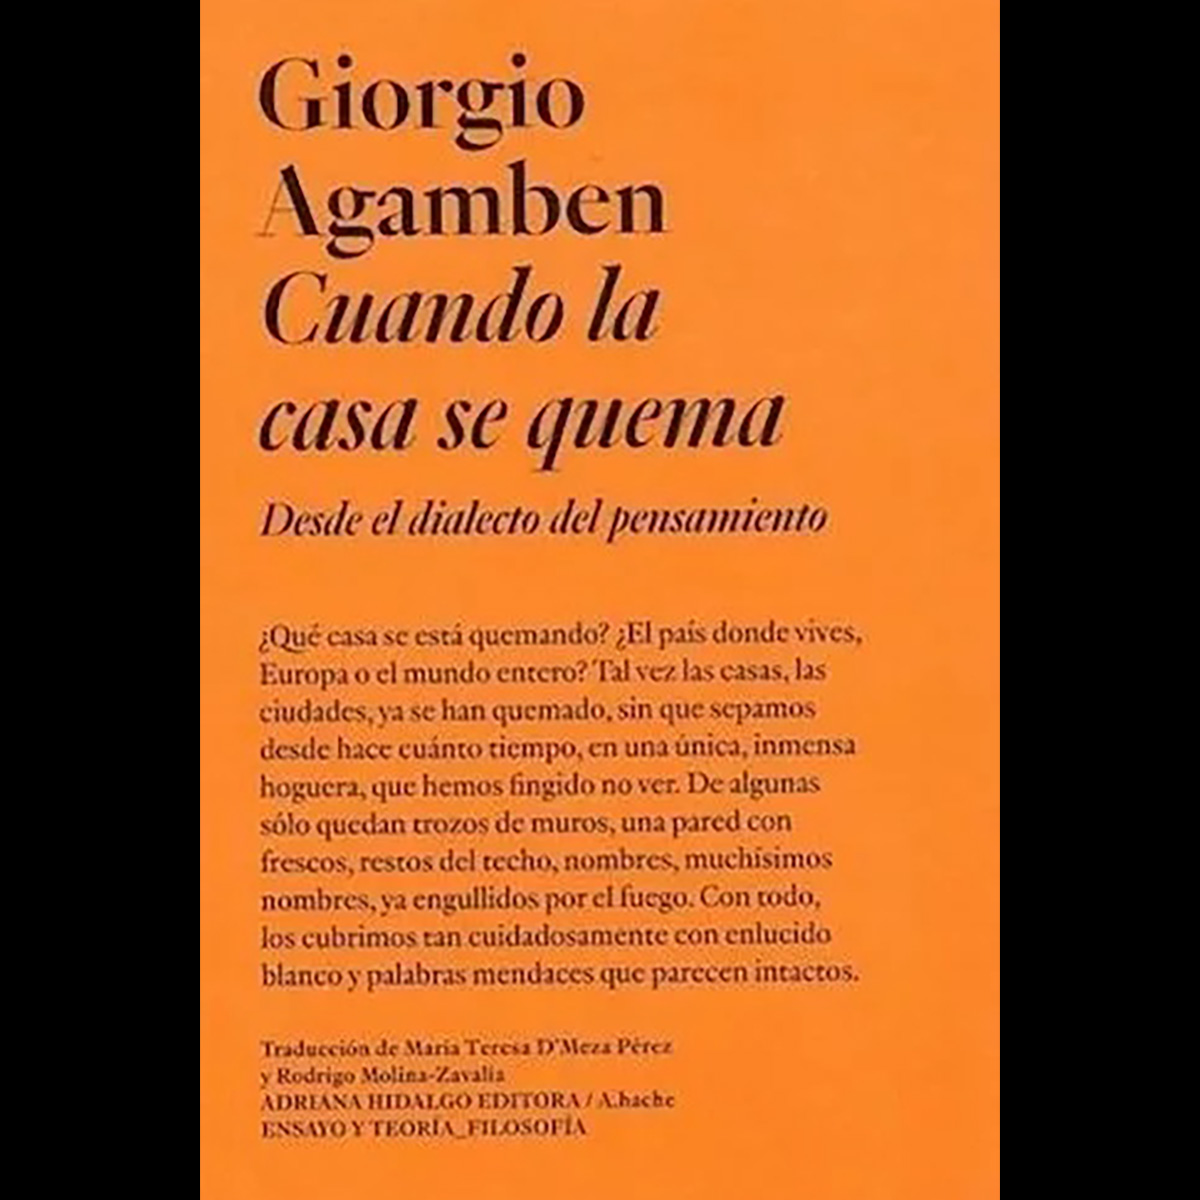 Giorgio
Agamben
Cuando la
casa se quema
Desde el dialecto del pensamiento
¿Qué casa se está quemando? ¿El país donde vives,
Europa o el mundo entero? Tal vez las casas, las
ciudades, ya se han quemado, sin que sepamos
desde hace cuánto tiempo, en una única, inmensa
hoguera, que hemos fingido no ver. De algunas
sólo quedan trozos de muros, una pared con
frescos, restos del techo, nombres, muchísimos
nombres, ya engullidos por el fuego. Con todo,
los cubrimos tan cuidadosamente con enlucido
blanco y palabras mendaces que parecen intactos.
Traducción de María Teresa D'Meza Pérez
y Rodrigo Molina-Zavalía
ADRIANA HIDALGO EDITORA / A.hache
ENSAYO Y TEORÍA_FILOSOFÍA